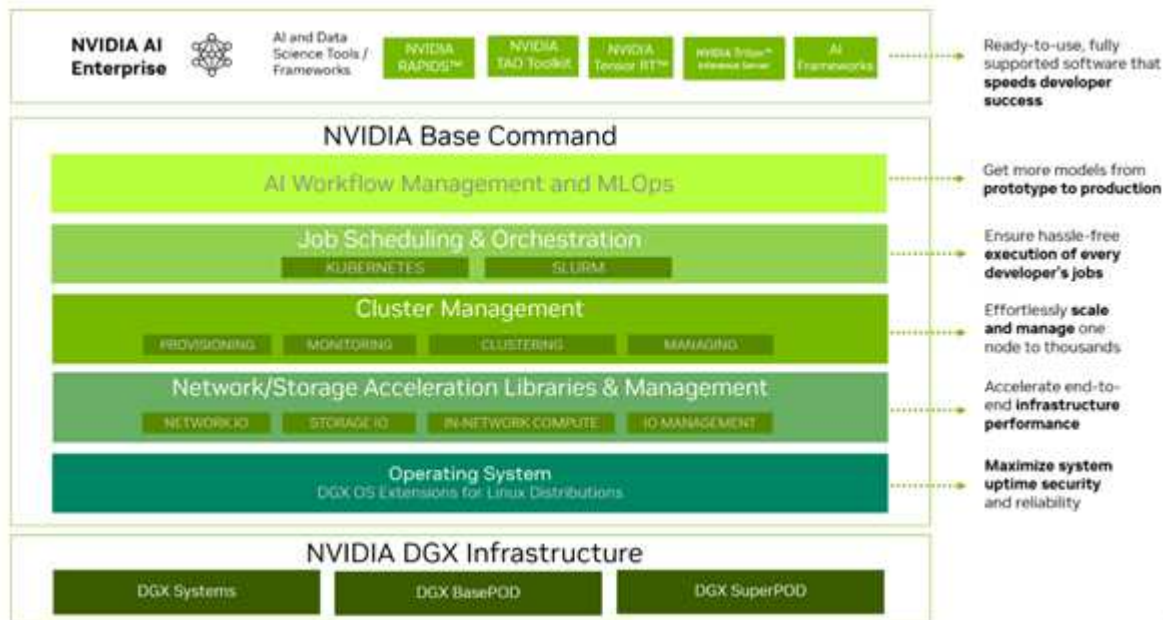 NVIDIA AI
Enterprise
AI and Data
Science Tools /
Frameworks
NVIDIA
RAPIDS™
NVIDIA
TAO Toolkit
NVIDIA
Tensor RT™
NVIDIA Triton™
Inference Server
AI
Frameworks
Ready-to-use, fully
supported software that
speeds developer
success
NVIDIA Base Command
AI Workflow Management and MLOps
Get more models from
prototype to production
Job Scheduling & Orchestration
KUBERNETES
SLURM
Ensure hassle-free
execution of every
developer's jobs
Cluster Management
PROVISIONING
MONITORING
CLUSTERING
MANAGING
Effortlessly scale
and manage one
node to thousands
Network/Storage Acceleration Libraries & Management
NETWORK IO
STORAGE IO
IN-NETWORK COMPUTE
IO MANAGEMENT
Accelerate end-to-
end infrastructure
performance
Operating System
DGX OS Extensions for Linux Distributions
Maximize system
uptime security
and reliability
NVIDIA DGX Infrastructure
DGX Systems
DGX BasePOD
DGX SuperPOD